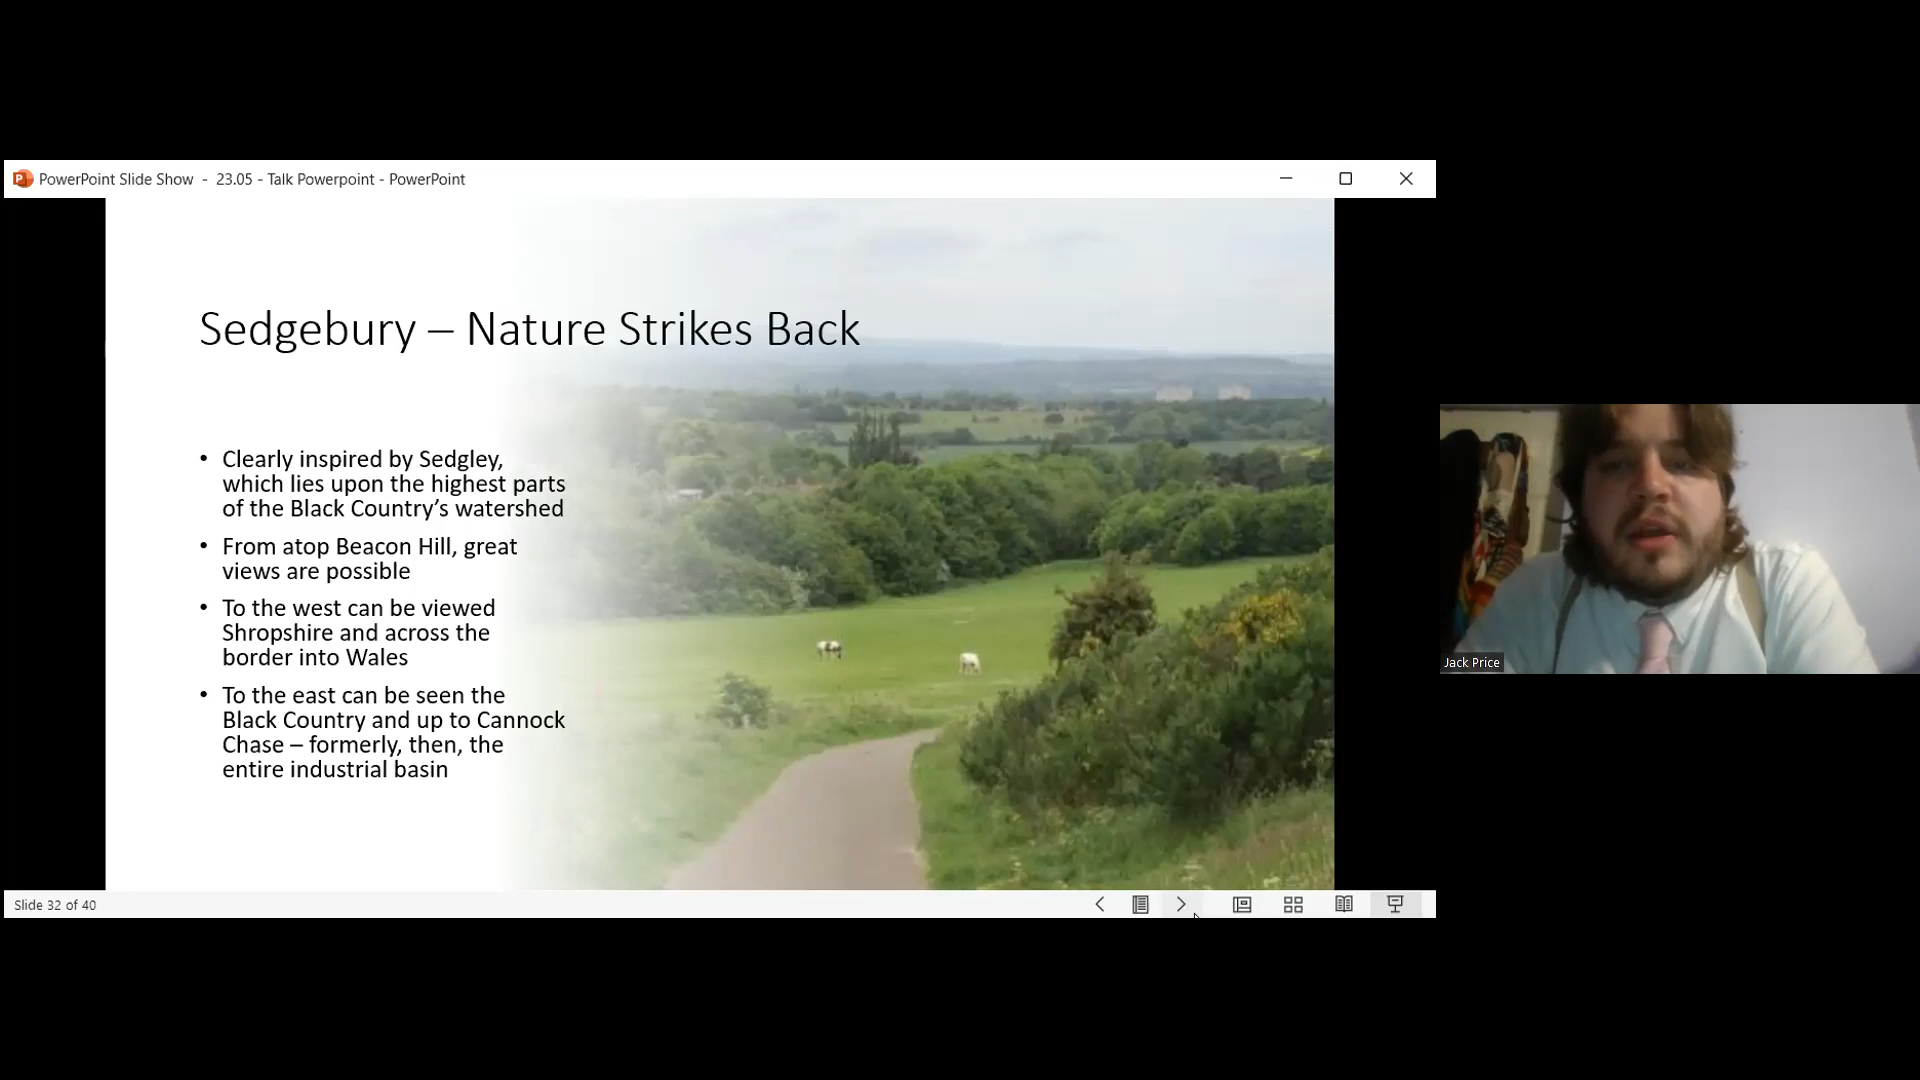 PowerPoint Slide Show - 23.05 - Talk Powerpoint - PowerPoint
Sedgebury – Nature Strikes Back
• Clearly inspired by Sedgley,
which lies upon the highest parts
of the Black Country’s watershed
• From atop Beacon Hill, great
views are possible
• To the west can be viewed
Shropshire and across the
border into Wales
• To the east can be seen the
Black Country and up to Cannock
Chase – formerly, then, the
entire industrial basin
Jack Price
Slide 32 of 40